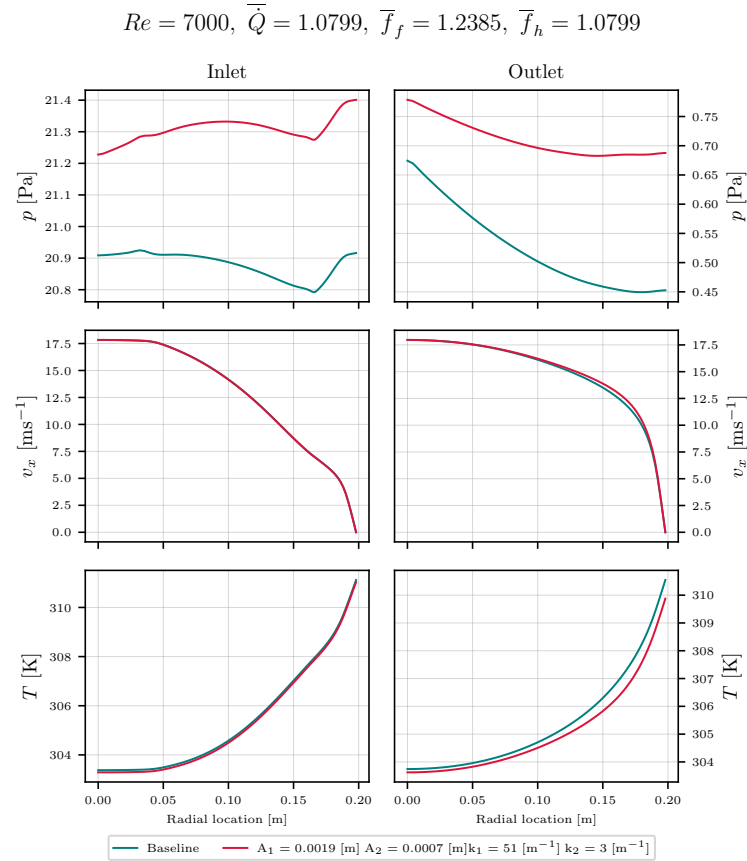 Re = 7000, Q̇̅ = 1.0799, f̅_f = 1.2385, f̅_h = 1.0799
Inlet
Outlet
21.4
21.3
21.2
21.1
21.0
20.9
20.8
p [Pa]
0.75
0.70
0.65
0.60
0.55
0.50
0.45
p [Pa]
17.5
15.0
12.5
10.0
7.5
5.0
2.5
0.0
v_x [ms⁻¹]
17.5
15.0
12.5
10.0
7.5
5.0
2.5
0.0
v_x [ms⁻¹]
310
308
306
304
T [K]
310
309
308
307
306
305
304
T [K]
0.00 0.05 0.10 0.15 0.20
Radial location [m]
0.00 0.05 0.10 0.15 0.20
Radial location [m]
Baseline
A₁ = 0.0019 [m] A₂ = 0.0007 [m]k₁ = 51 [m⁻¹] k₂ = 3 [m⁻¹]